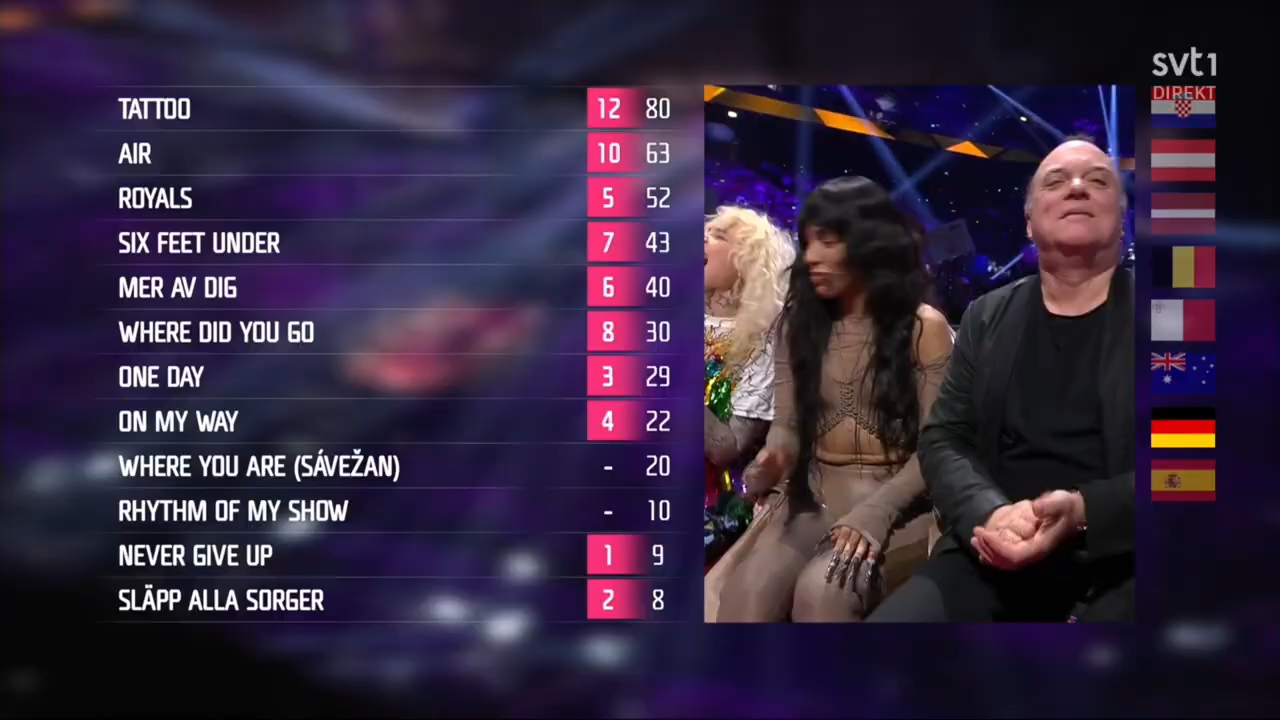 svt1
DIREKT
TATTOO 12 80
AIR 10 63
ROYALS 5 52
SIX FEET UNDER 7 43
MER AV DIG 6 40
WHERE DID YOU GO 8 30
ONE DAY 3 29
ON MY WAY 4 22
WHERE YOU ARE (SÁVEŽAN) - 20
RHYTHM OF MY SHOW - 10
NEVER GIVE UP 1 9
SLÄPP ALLA SORGER 2 8